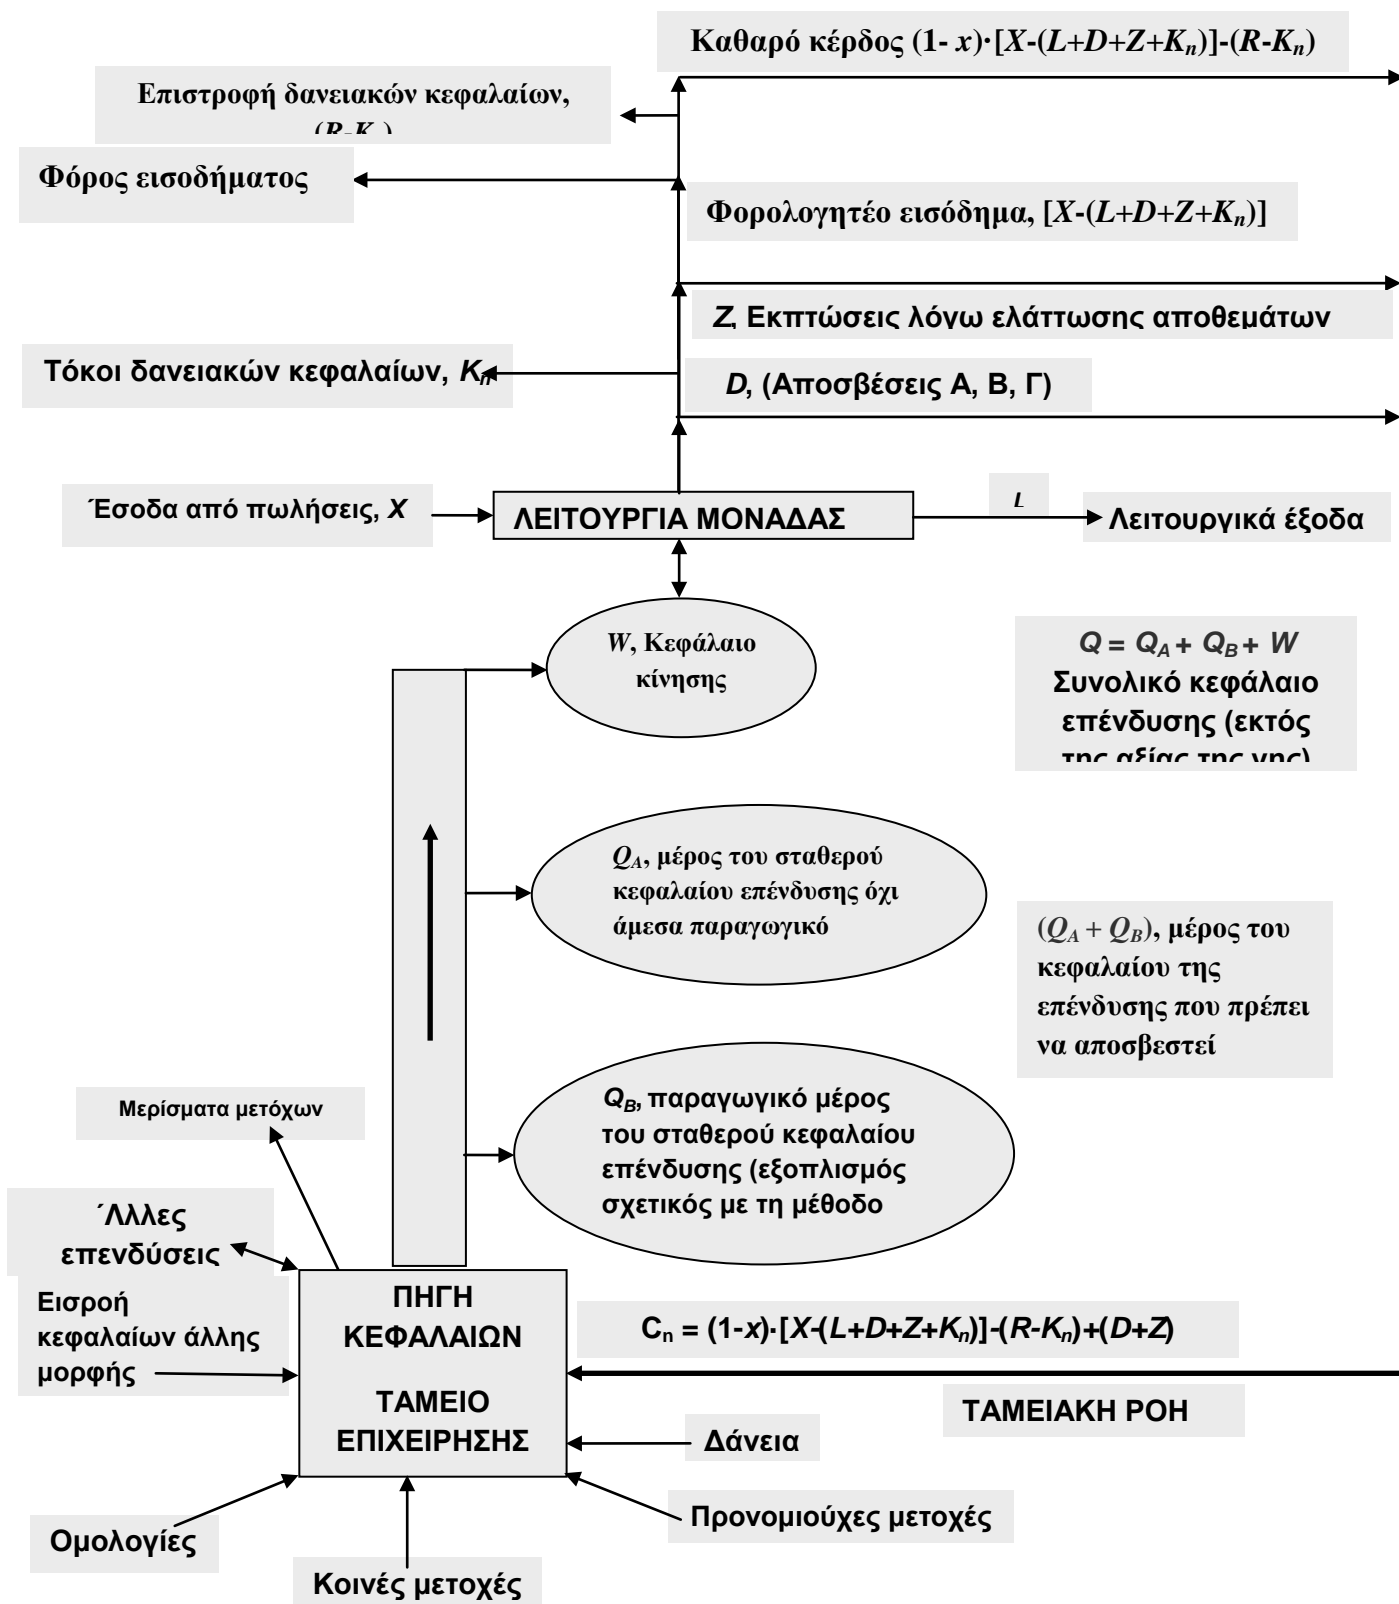 Καθαρό κέρδος (1- x)·[X-(L+D+Z+Kn)]-(R-Kn)
Επιστροφή δανειακών κεφαλαίων,
(R-K )
Φόρος εισοδήματος
Φορολογητέο εισόδημα, [X-(L+D+Z+Kn)]
Z, Εκπτώσεις λόγω ελάττωσης αποθεμάτων
Τόκοι δανειακών κεφαλαίων, Kn
D, (Αποσβέσεις Α, Β, Γ)
Έσοδα από πωλήσεις, X
ΛΕΙΤΟΥΡΓΙΑ ΜΟΝΑΔΑΣ
L
Λειτουργικά έξοδα
W, Κεφάλαιο
κίνησης
Q = QA + QB + W
Συνολικό κεφάλαιο
επένδυσης (εκτός
της αξίας της γης)
QA, μέρος του σταθερού
κεφαλαίου επένδυσης όχι
άμεσα παραγωγικό
(QA + QB), μέρος του
κεφαλαίου της
επένδυσης που πρέπει
να αποσβεστεί
QB, παραγωγικό μέρος
του σταθερού κεφαλαίου
επένδυσης (εξοπλισμός
σχετικός με τη μέθοδο
Μερίσματα μετόχων
Άλλες
επενδύσεις
Εισροή
κεφαλαίων άλλης
μορφής
ΠΗΓΗ
ΚΕΦΑΛΑΙΩΝ
ΤΑΜΕΙΟ
ΕΠΙΧΕΙΡΗΣΗΣ
Cn = (1-x)·[X-(L+D+Z+Kn)]-(R-Kn)+(D+Z)
ΤΑΜΕΙΑΚΗ ΡΟΗ
Δάνεια
Προνομιούχες μετοχές
Ομολογίες
Κοινές μετοχές